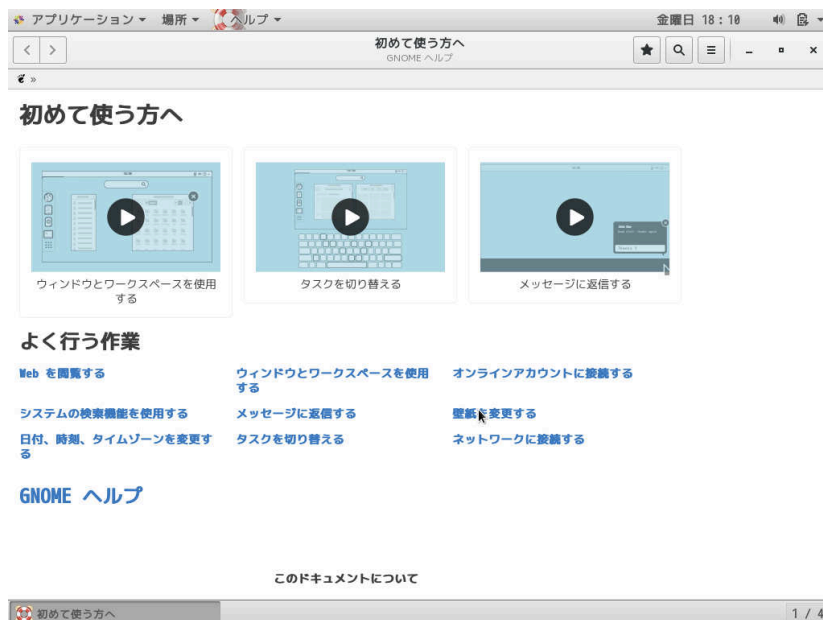 アプリケーション 場所 ヘルプ 金曜日 18:10
初めて使う方へ
GNOME ヘルプ
»
初めて使う方へ
ウィンドウとワークスペースを使用
する
タスクを切り替える
メッセージに返信する
よく行う作業
Web を閲覧する
ウィンドウとワークスペースを使用
する
オンラインアカウントに接続する
システムの検索機能を使用する
メッセージに返信する
壁紙を変更する
日付、時刻、タイムゾーンを変更す
る
タスクを切り替える
ネットワークに接続する
GNOME ヘルプ
このドキュメントについて
初めて使う方へ 1 / 4